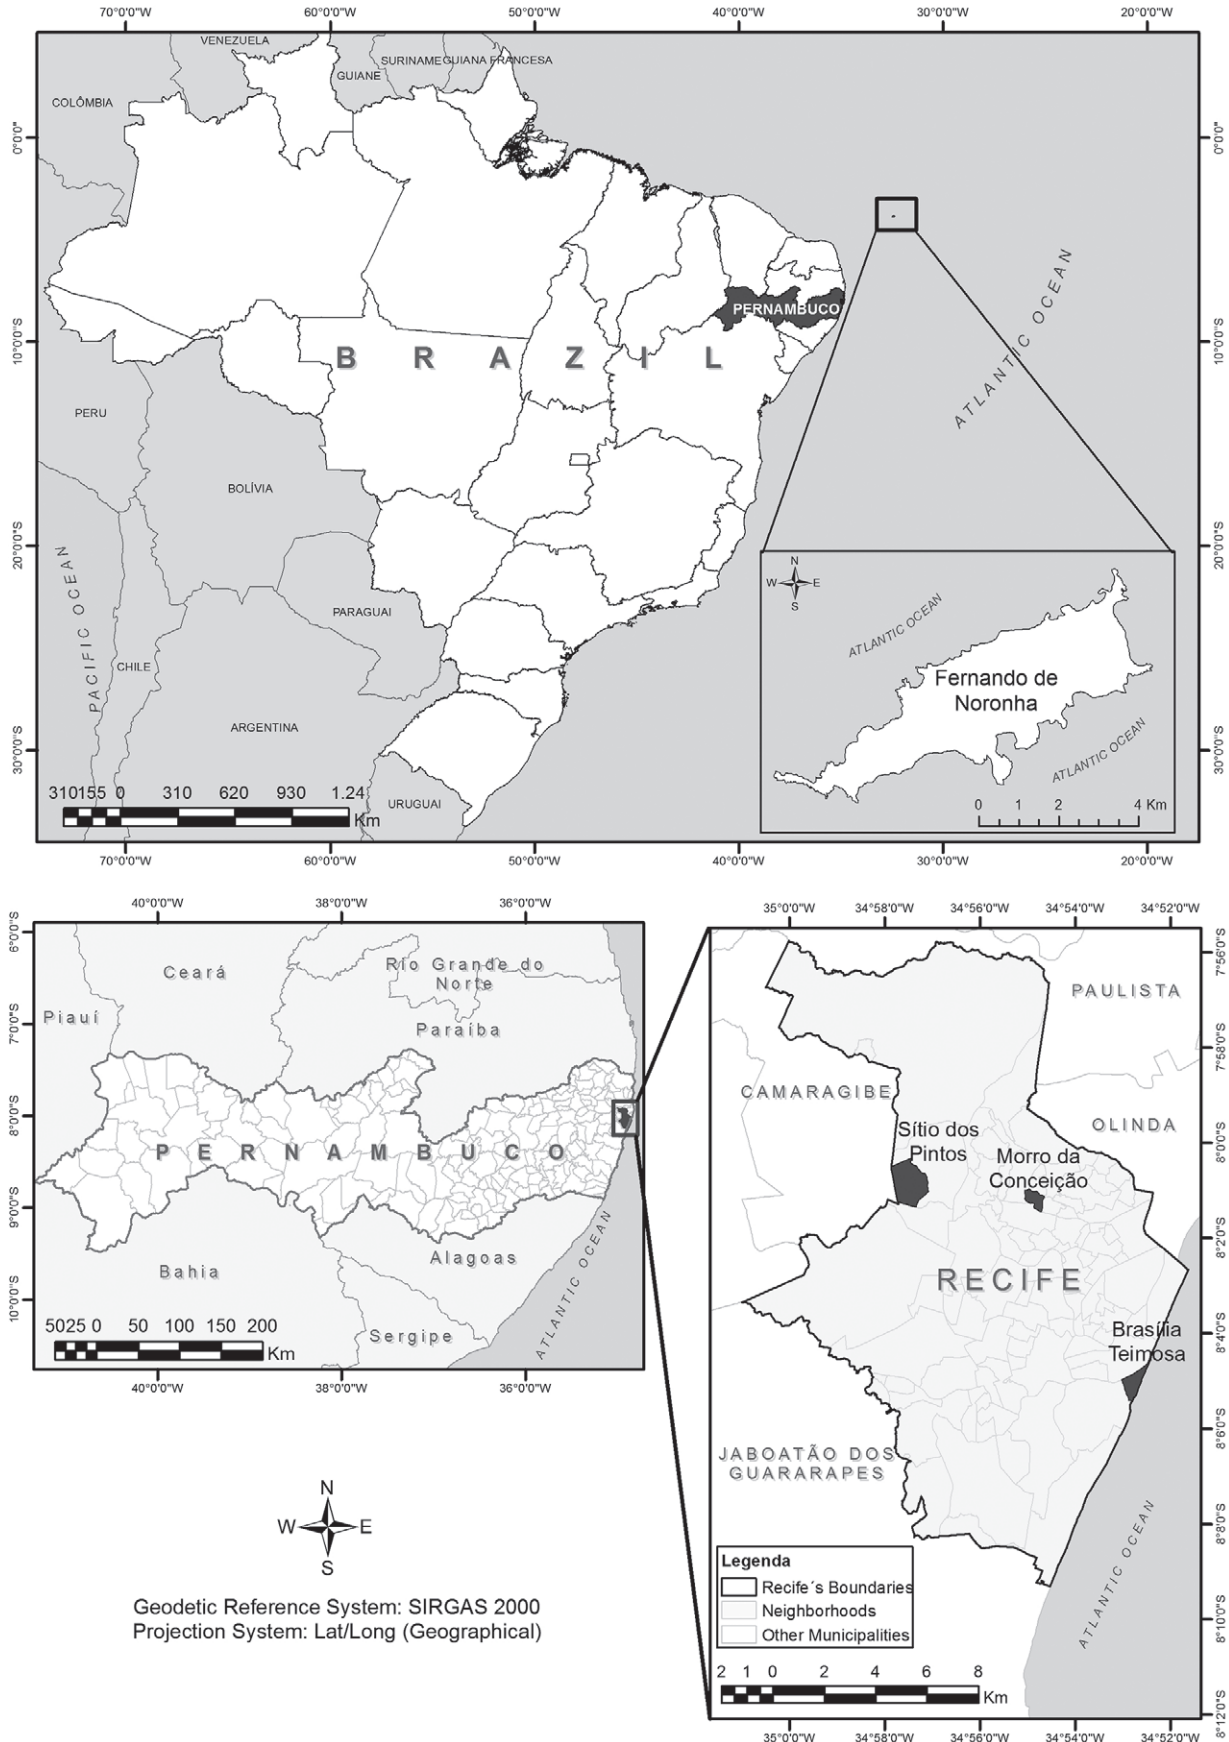 70°0'0"W 60°0'0"W 50°0'0"W 40°0'0"W 30°0'0"W 20°0'0"W
VENEZUELA
SURINAME GUIANA FRANCESA
GUIANE
COLÔMBIA
0°0'0" 0°0'0"
PERNAMBUCO
ATLANTIC OCEAN
10°0'0"S 10°0'0"S
BRAZIL
PERU
BOLÍVIA
20°0'0"S 20°0'0"S
PACIFIC OCEAN
PARAGUAI
CHILE
ARGENTINA
30°0'0"S 30°0'0"S
URUGUAI
310 155 0 310 620 930 1.24
Km
N
W E
S
ATLANTIC OCEAN
Fernando de
Noronha
ATLANTIC OCEAN
0 1 2 4 Km
70°0'0"W 60°0'0"W 50°0'0"W 40°0'0"W 30°0'0"W 20°0'0"W
40°0'0"W 38°0'0"W 36°0'0"W
6°0'0"S
7°0'0"S
8°0'0"S
9°0'0"S
10°0'0"S
Ceará
Rio Grande do
Norte
Piauí
Paraíba
PERNAMBUCO
Alagoas
Bahia
Sergipe
ATLANTIC OCEAN
50 25 0 50 100 150 200
Km
40°0'0"W 38°0'0"W 36°0'0"W
N
W E
S
Geodetic Reference System: SIRGAS 2000
Projection System: Lat/Long (Geographical)
35°0'0"W 34°58'0"W 34°56'0"W 34°54'0"W 34°52'0"W
7°56'0"S
7°58'0"S
8°0'0"S
8°2'0"S
8°4'0"S
8°6'0"S
8°8'0"S
8°10'0"S
8°12'0"S
PAULISTA
CAMARAGIBE
OLINDA
Sítio dos
Pintos
Morro da
Conceição
RECIFE
Brasília
Teimosa
JABOATÃO DOS
GUARARAPES
ATLANTIC OCEAN
Legenda
Recife´s Boundaries
Neighborhoods
Other Municipalities
2 1 0 2 4 6 8
Km
35°0'0"W 34°58'0"W 34°56'0"W 34°54'0"W 34°52'0"W